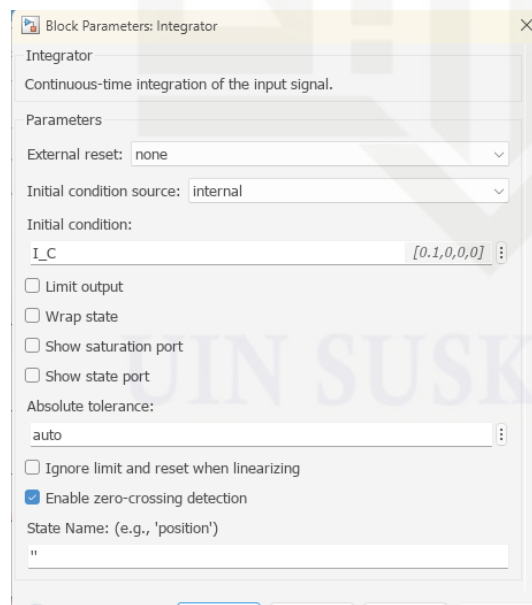 Block Parameters: Integrator
Integrator
Continuous-time integration of the input signal.
Parameters
External reset: none
Initial condition source: internal
Initial condition:
I_C [0.1,0,0,0]
Limit output
Wrap state
Show saturation port
Show state port
Absolute tolerance:
auto
Ignore limit and reset when linearizing
Enable zero-crossing detection
State Name: (e.g., 'position')
''
UIN SUSK